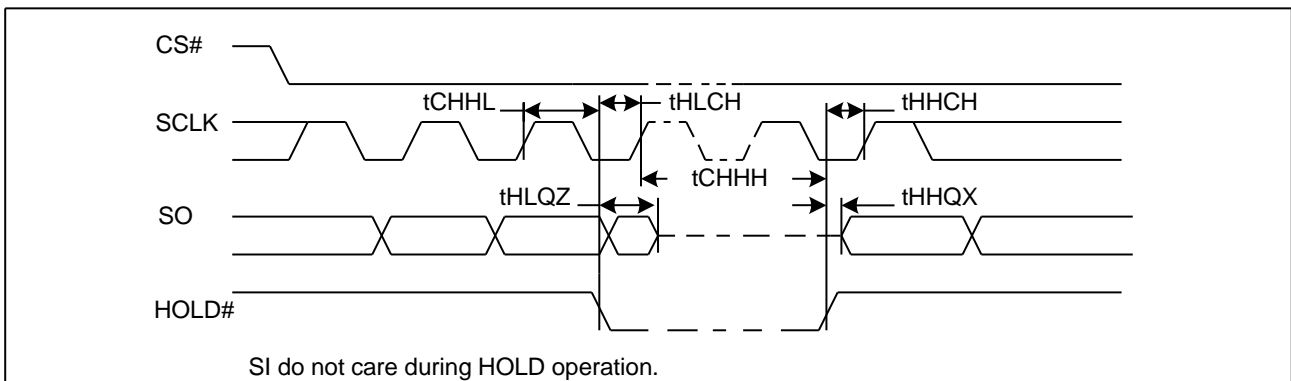 CS#
tCHHL
tHLCH
tHHCH
SCLK
tCHHH
tHLQZ
tHHQX
SO
HOLD#
SI do not care during HOLD operation.